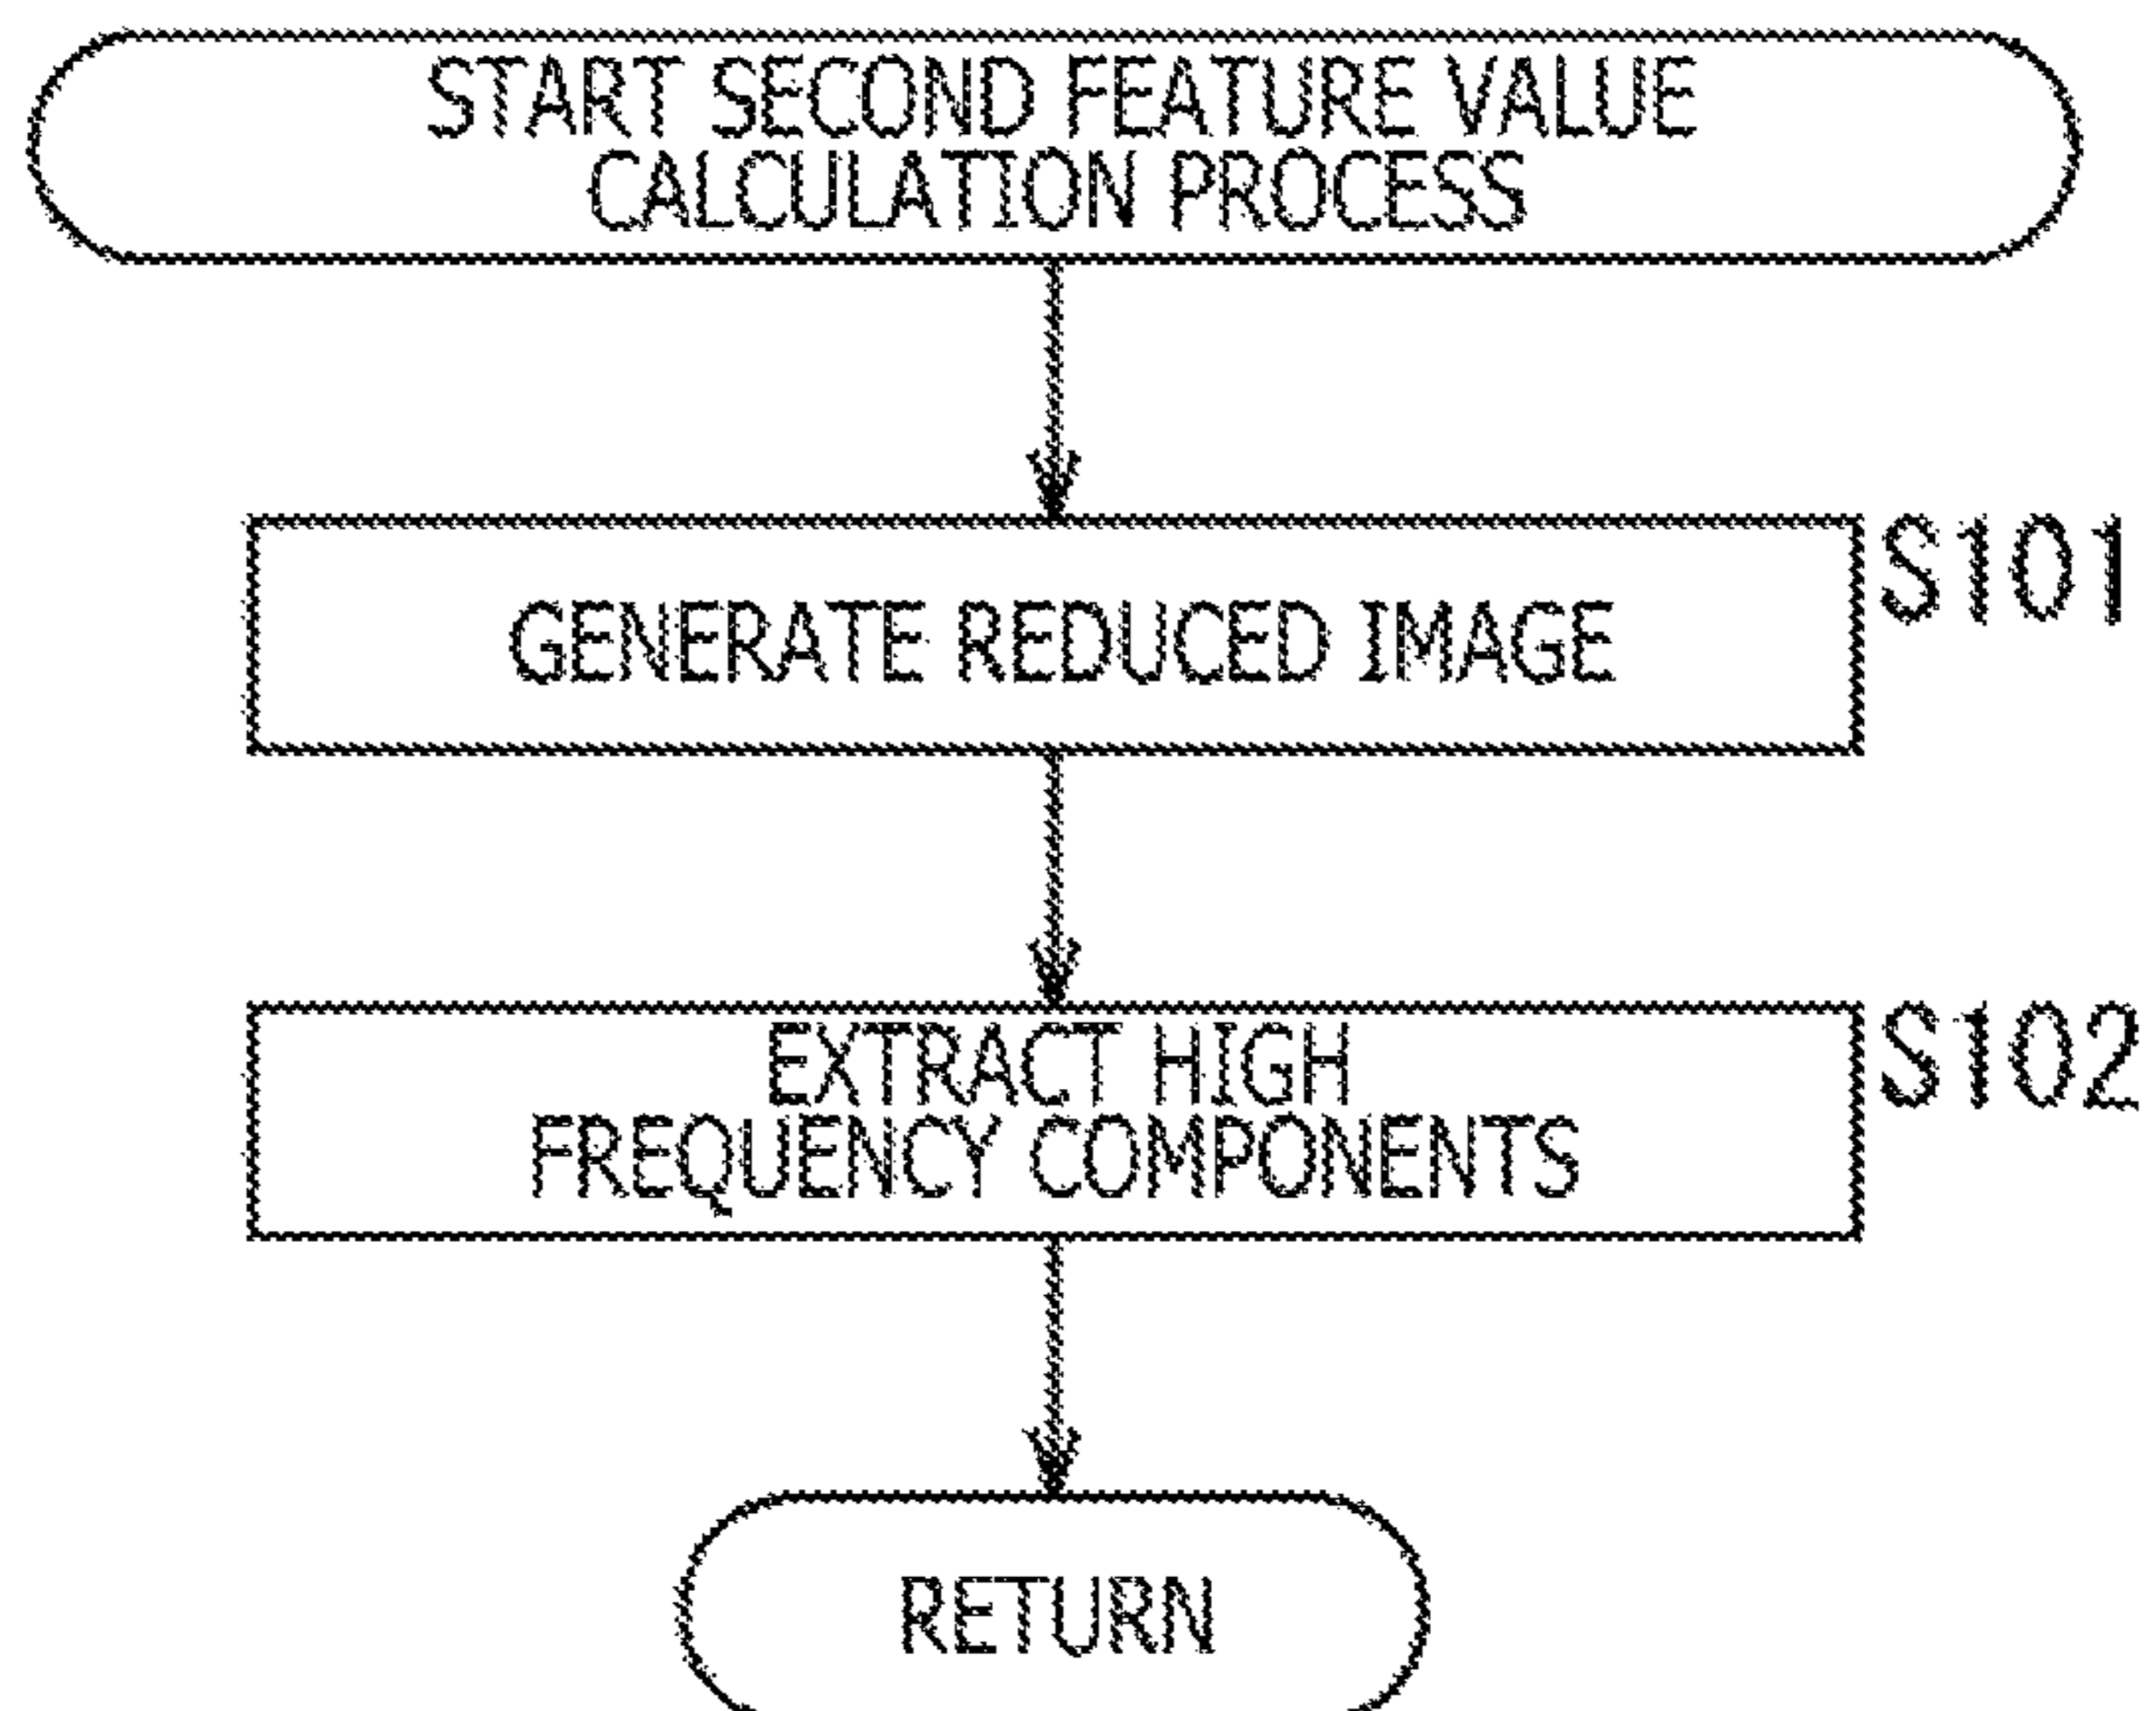 START SECOND FEATURE VALUE
CALCULATION PROCESS
S101
GENERATE REDUCED IMAGE
S102
EXTRACT HIGH
FREQUENCY COMPONENTS
RETURN